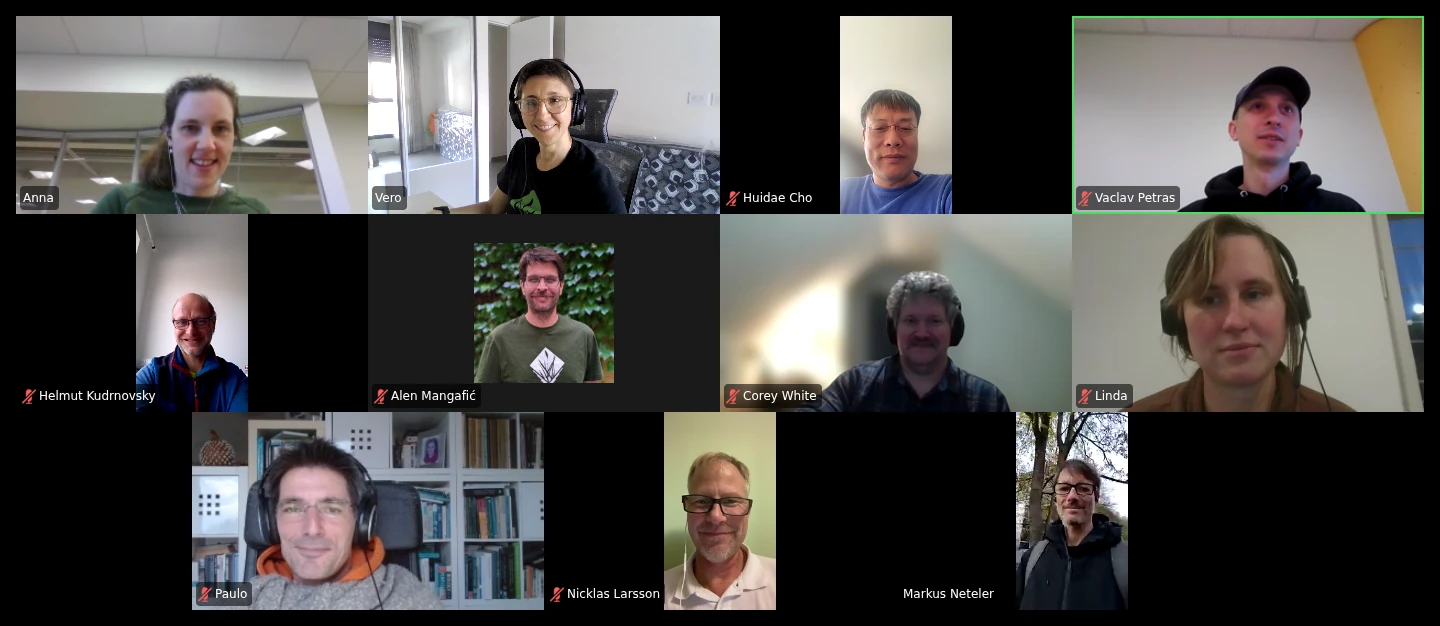 Anna
Vero
Huidae Cho
Vaclav Petras
Helmut Kudrnovsky
Alen Mangafić
Corey White
Linda
Paulo
Nicklas Larsson
Markus Neteler